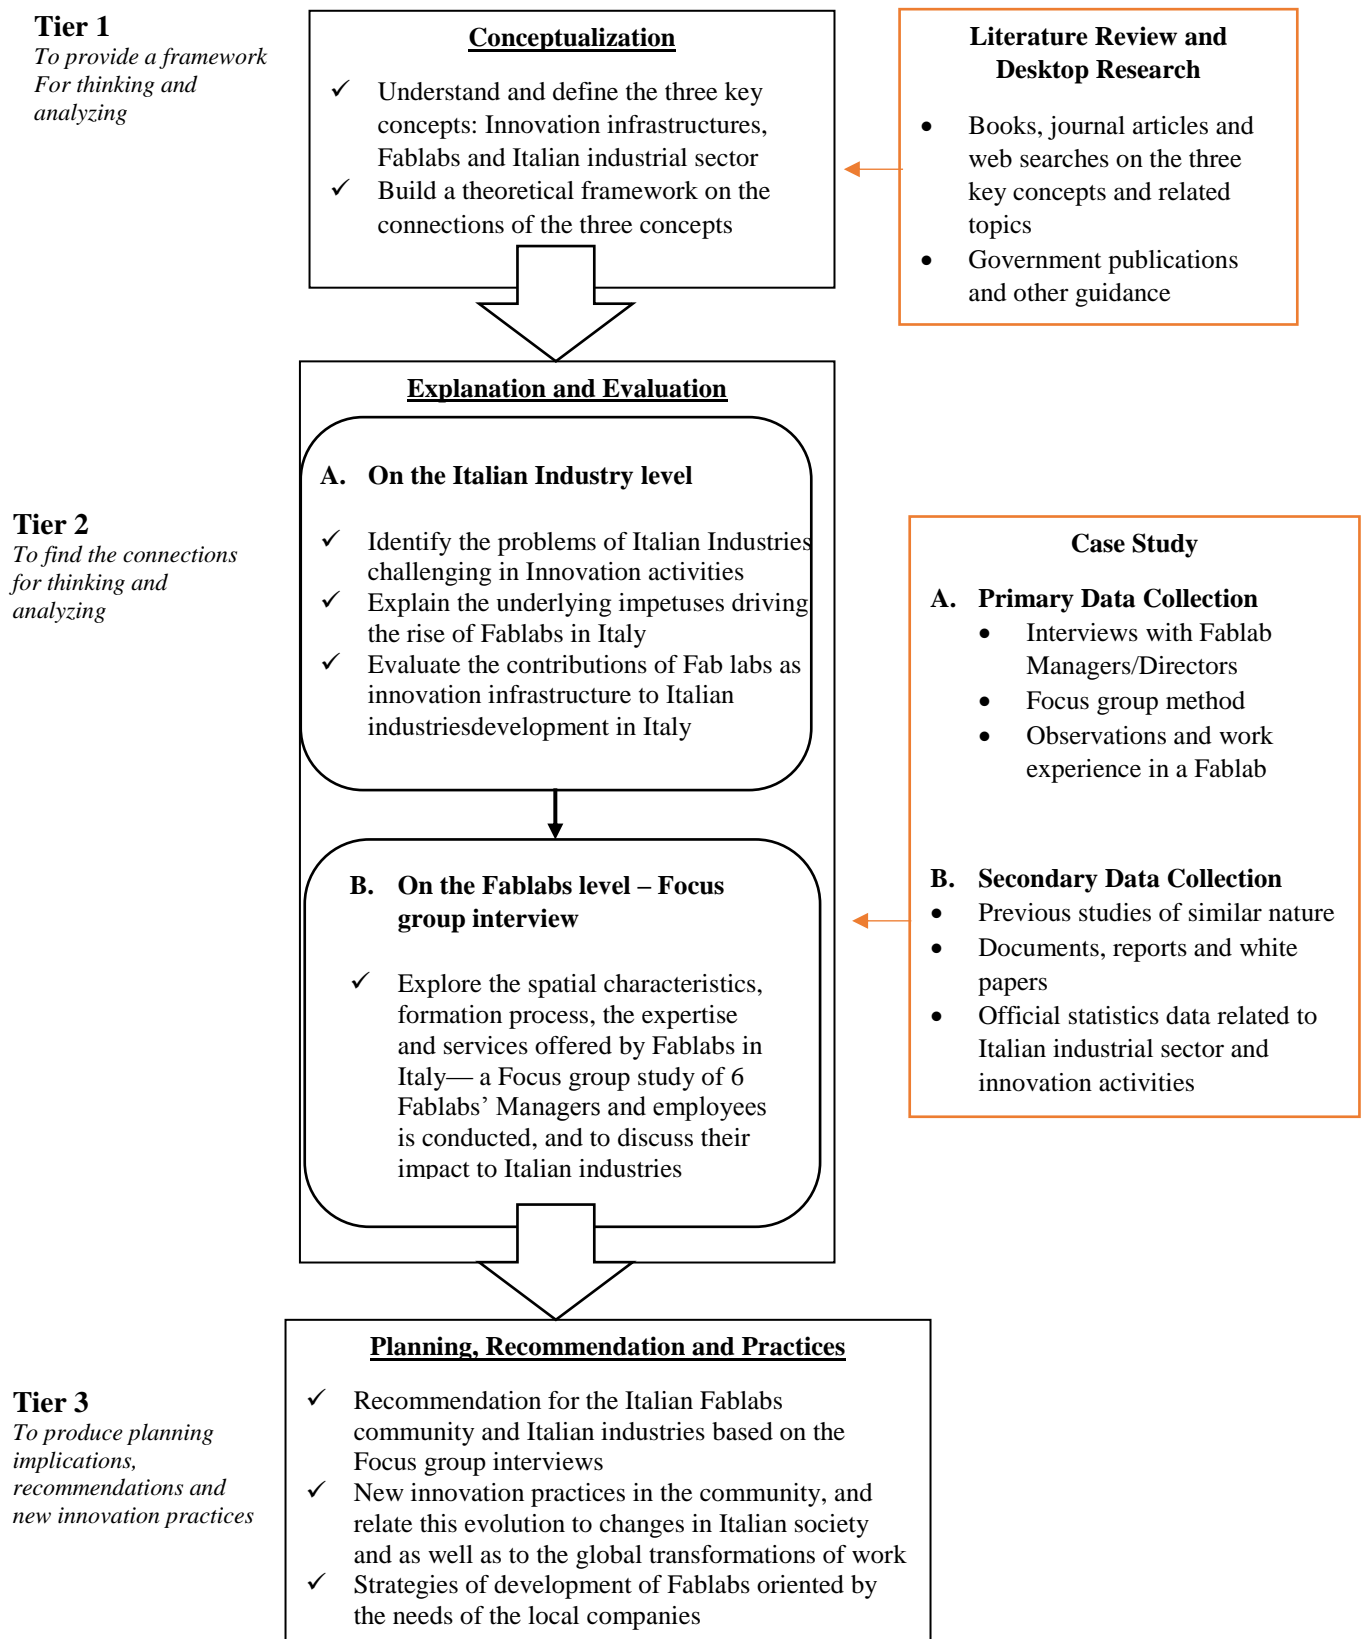 Tier 1
To provide a framework
For thinking and
analyzing
Conceptualization
✓ Understand and define the three key
concepts: Innovation infrastructures,
Fablabs and Italian industrial sector
✓ Build a theoretical framework on the
connections of the three concepts
Literature Review and
Desktop Research
• Books, journal articles and
web searches on the three
key concepts and related
topics
• Government publications
and other guidance
Tier 2
To find the connections
for thinking and
analyzing
Explanation and Evaluation
A. On the Italian Industry level
✓ Identify the problems of Italian Industries
challenging in Innovation activities
✓ Explain the underlying impetuses driving
the rise of Fablabs in Italy
✓ Evaluate the contributions of Fab labs as
innovation infrastructure to Italian
industriesdevelopment in Italy
B. On the Fablabs level – Focus
group interview
✓ Explore the spatial characteristics,
formation process, the expertise
and services offered by Fablabs in
Italy— a Focus group study of 6
Fablabs’ Managers and employees
is conducted, and to discuss their
impact to Italian industries
Case Study
A. Primary Data Collection
• Interviews with Fablab
Managers/Directors
• Focus group method
• Observations and work
experience in a Fablab
B. Secondary Data Collection
• Previous studies of similar nature
• Documents, reports and white
papers
• Official statistics data related to
Italian industrial sector and
innovation activities
Tier 3
To produce planning
implications,
recommendations and
new innovation practices
Planning, Recommendation and Practices
✓ Recommendation for the Italian Fablabs
community and Italian industries based on the
Focus group interviews
✓ New innovation practices in the community, and
relate this evolution to changes in Italian society
and as well as to the global transformations of work
✓ Strategies of development of Fablabs oriented by
the needs of the local companies